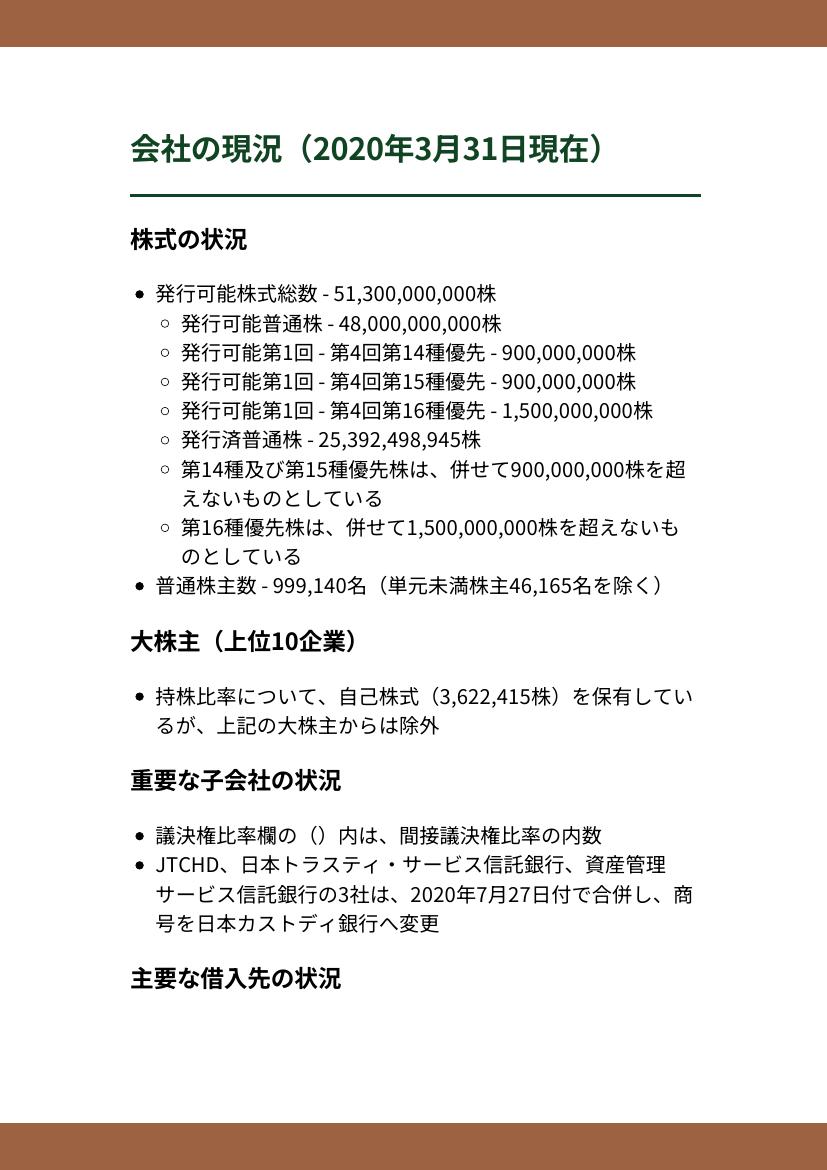 会社の現況（2020年3月31日現在）
株式の状況
• 発行可能株式総数 - 51,300,000,000株
○ 発行可能普通株 - 48,000,000,000株
○ 発行可能第1回 - 第4回第14種優先 - 900,000,000株
○ 発行可能第1回 - 第4回第15種優先 - 900,000,000株
○ 発行可能第1回 - 第4回第16種優先 - 1,500,000,000株
○ 発行済普通株 - 25,392,498,945株
○ 第14種及び第15種優先株は、併せて900,000,000株を超
えないものとしている
○ 第16種優先株は、併せて1,500,000,000株を超えないも
のとしている
• 普通株主数 - 999,140名（単元未満株主46,165名を除く）
大株主（上位10企業）
• 持株比率について、自己株式（3,622,415株）を保有してい
るが、上記の大株主からは除外
重要な子会社の状況
• 議決権比率欄の（）内は、間接議決権比率の内数
• JTCHD、日本トラスティ・サービス信託銀行、資産管理
サービス信託銀行の3社は、2020年7月27日付で合併し、商
号を日本カストディ銀行へ変更
主要な借入先の状況